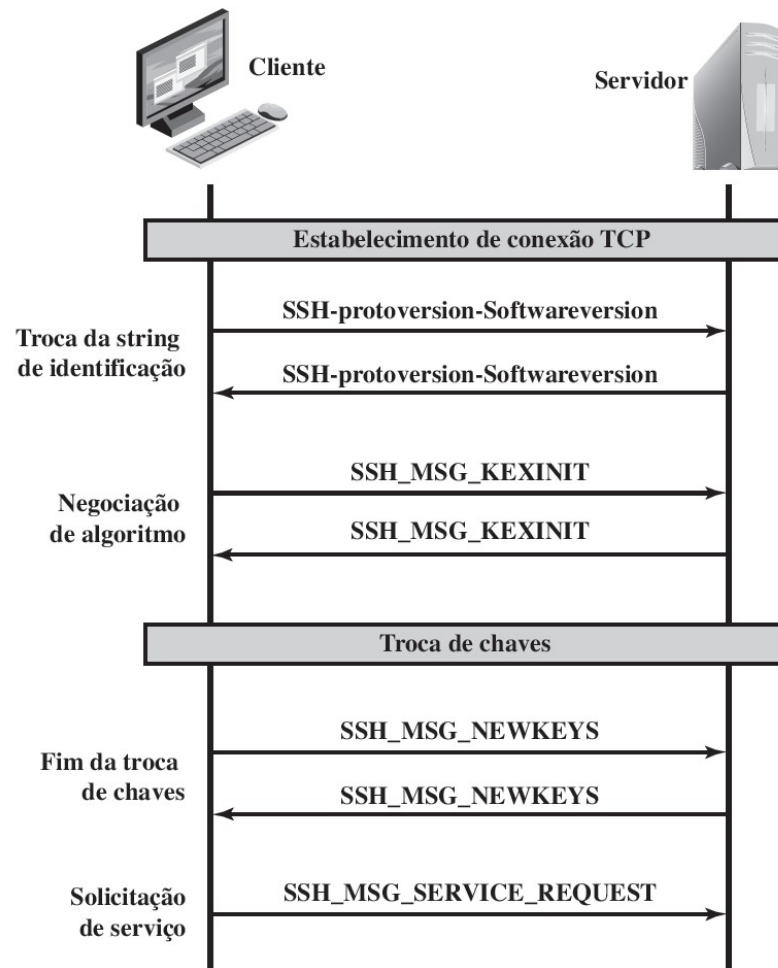 Cliente
Servidor
Estabelecimento de conexão TCP
Troca da string
de identificação
SSH-protoversion-Softwareversion
SSH-protoversion-Softwareversion
Negociação
de algoritmo
SSH_MSG_KEXINIT
SSH_MSG_KEXINIT
Troca de chaves
Fim da troca
de chaves
SSH_MSG_NEWKEYS
SSH_MSG_NEWKEYS
Solicitação
de serviço
SSH_MSG_SERVICE_REQUEST